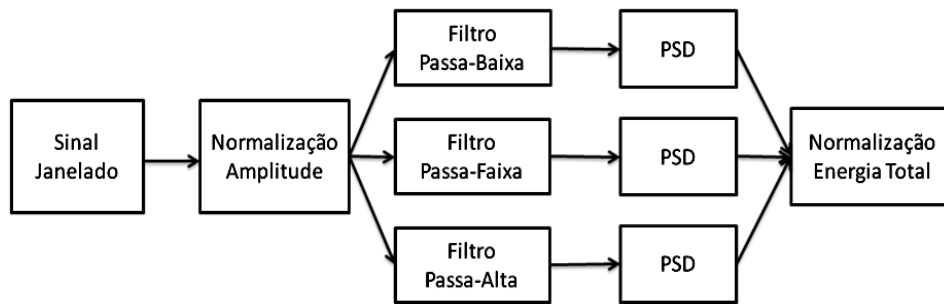 Sinal
Janelado
Normalização
Amplitude
Filtro
Passa-Baixa
PSD
Filtro
Passa-Faixa
PSD
Filtro
Passa-Alta
PSD
Normalização
Energia Total